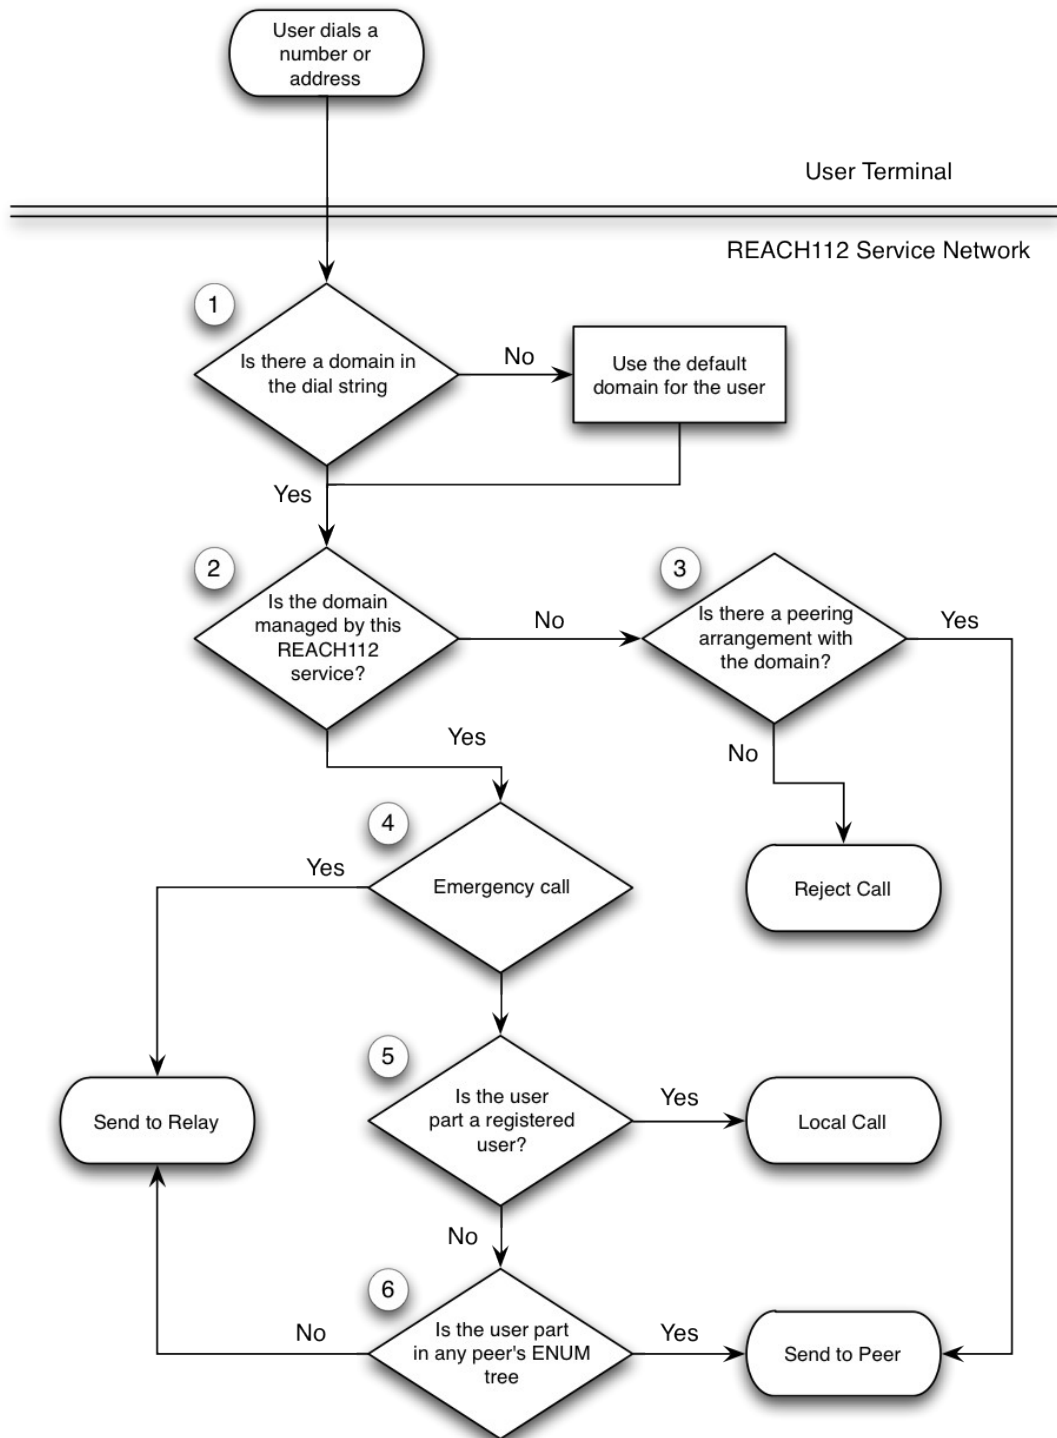 User dials a
number or
address
User Terminal
REACH112 Service Network
1
Is there a domain in
the dial string
No
Use the default
domain for the user
Yes
2
Is the domain
managed by this
REACH112
service?
No
3
Is there a peering
arrangement with
the domain?
Yes
Yes
No
4
Emergency call
Yes
Reject Call
5
Is the user
part a registered
user?
Yes
Local Call
Send to Relay
No
6
Is the user part
in any peer's ENUM
tree
No
Yes
Send to Peer